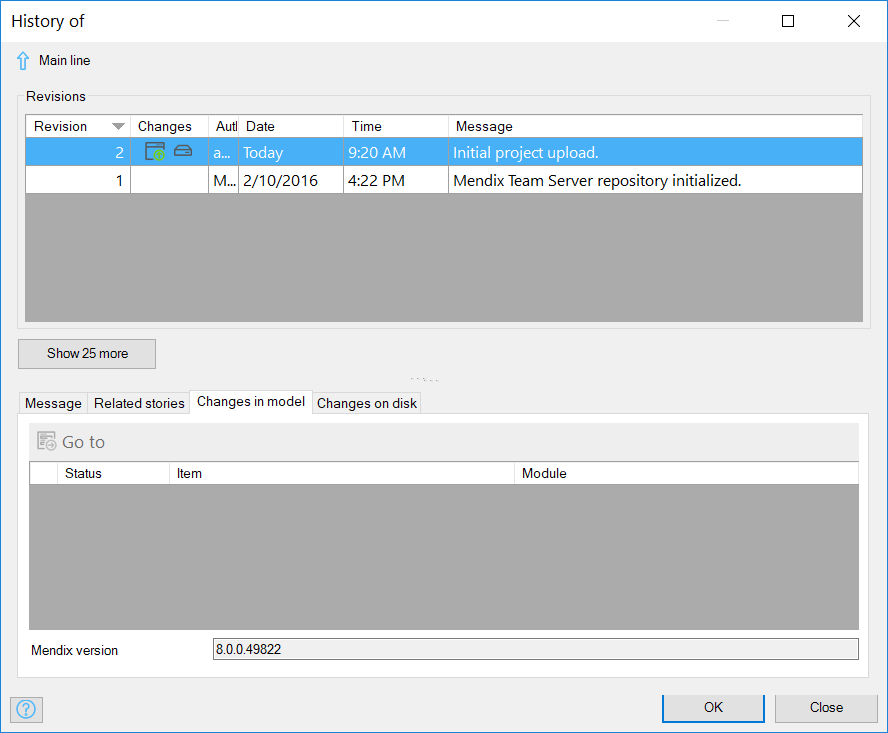 History of
Main line
Revisions
Revision Changes Auth Date Time Message
2 a... Today 9:20 AM Initial project upload.
1 M... 2/10/2016 4:22 PM Mendix Team Server repository initialized.
Show 25 more
Message Related stories Changes in model Changes on disk
Go to
Status Item Module
Mendix version 8.0.0.49822
? OK Close